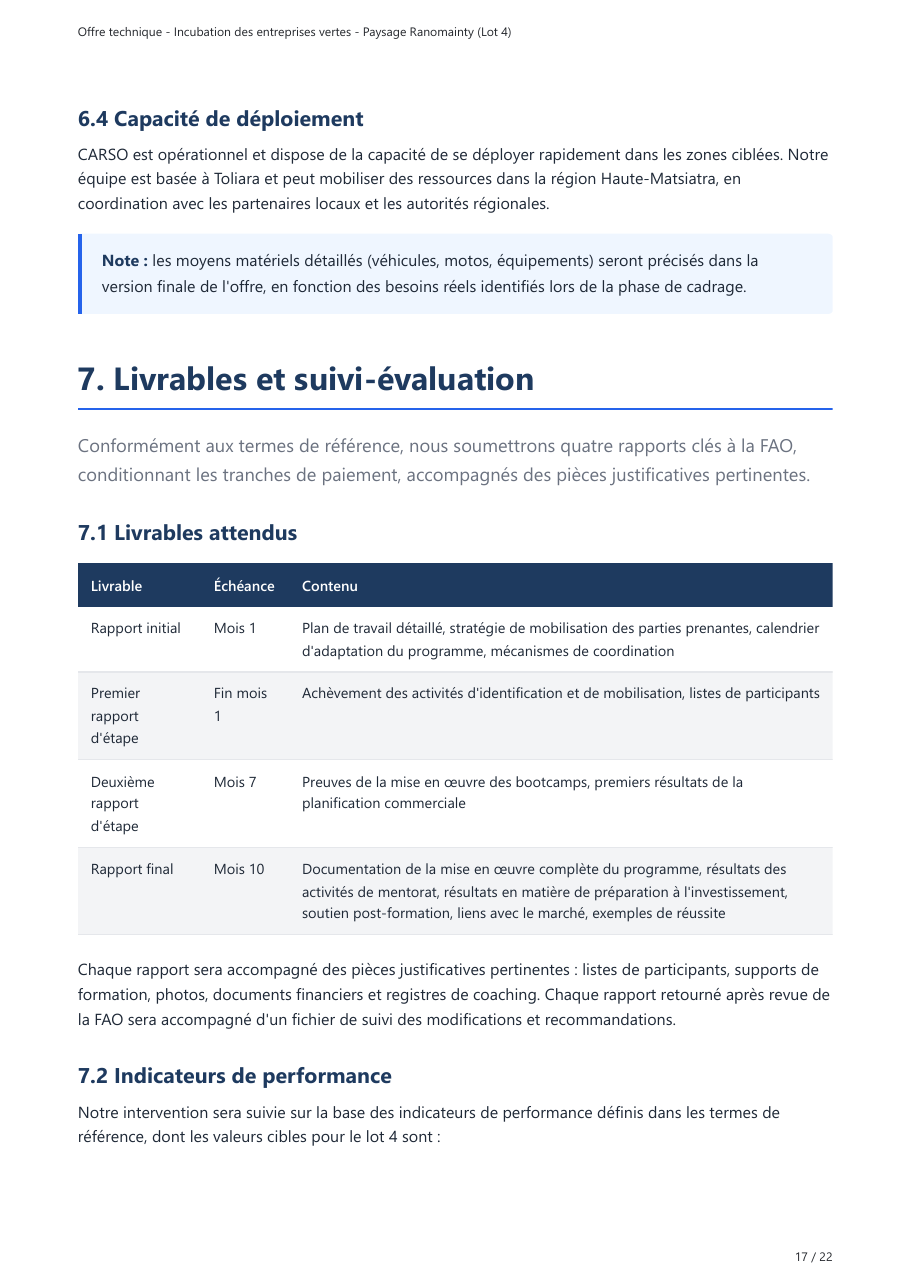 Offre technique - Incubation des entreprises vertes - Paysage Ranomainty (Lot 4)
6.4 Capacité de déploiement
CARSO est opérationnel et dispose de la capacité de se déployer rapidement dans les zones ciblées. Notre
équipe est basée à Toliara et peut mobiliser des ressources dans la région Haute-Matsiatra, en
coordination avec les partenaires locaux et les autorités régionales.
Note : les moyens matériels détaillés (véhicules, motos, équipements) seront précisés dans la
version finale de l'offre, en fonction des besoins réels identifiés lors de la phase de cadrage.
7. Livrables et suivi-évaluation
Conformément aux termes de référence, nous soumettrons quatre rapports clés à la FAO,
conditionnant les tranches de paiement, accompagnés des pièces justificatives pertinentes.
7.1 Livrables attendus
Livrable Échéance Contenu
Rapport initial Mois 1 Plan de travail détaillé, stratégie de mobilisation des parties prenantes, calendrier
d'adaptation du programme, mécanismes de coordination
Premier Fin mois Achèvement des activités d'identification et de mobilisation, listes de participants
rapport 1
d'étape
Deuxième Mois 7 Preuves de la mise en œuvre des bootcamps, premiers résultats de la
rapport planification commerciale
d'étape
Rapport final Mois 10 Documentation de la mise en œuvre complète du programme, résultats des
activités de mentorat, résultats en matière de préparation à l'investissement,
soutien post-formation, liens avec le marché, exemples de réussite
Chaque rapport sera accompagné des pièces justificatives pertinentes : listes de participants, supports de
formation, photos, documents financiers et registres de coaching. Chaque rapport retourné après revue de
la FAO sera accompagné d'un fichier de suivi des modifications et recommandations.
7.2 Indicateurs de performance
Notre intervention sera suivie sur la base des indicateurs de performance définis dans les termes de
référence, dont les valeurs cibles pour le lot 4 sont :
17 / 22